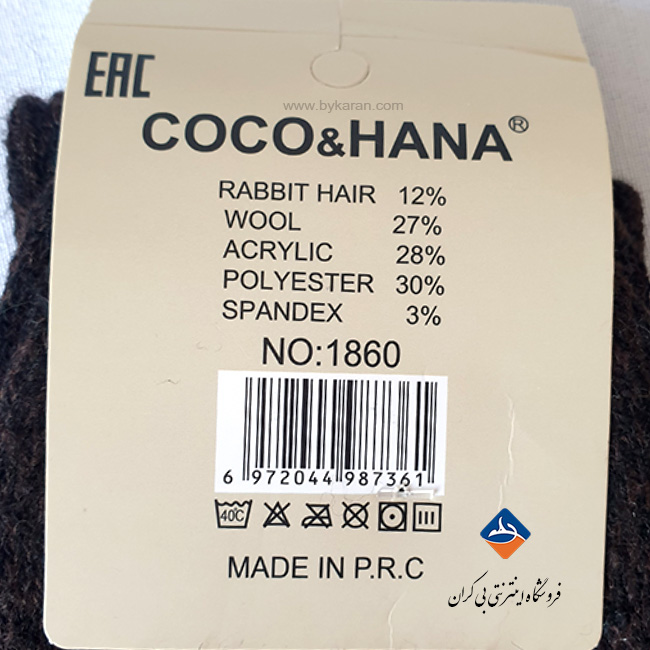 EAC
www.bykaran.com
COCO&HANA®
RABBIT HAIR 12%
WOOL 27%
ACRYLIC 28%
POLYESTER 30%
SPANDEX 3%
NO:1860
6 972044 987361
40℃
MADE IN P.R.C
فروشگاه اینترنتی بی کران